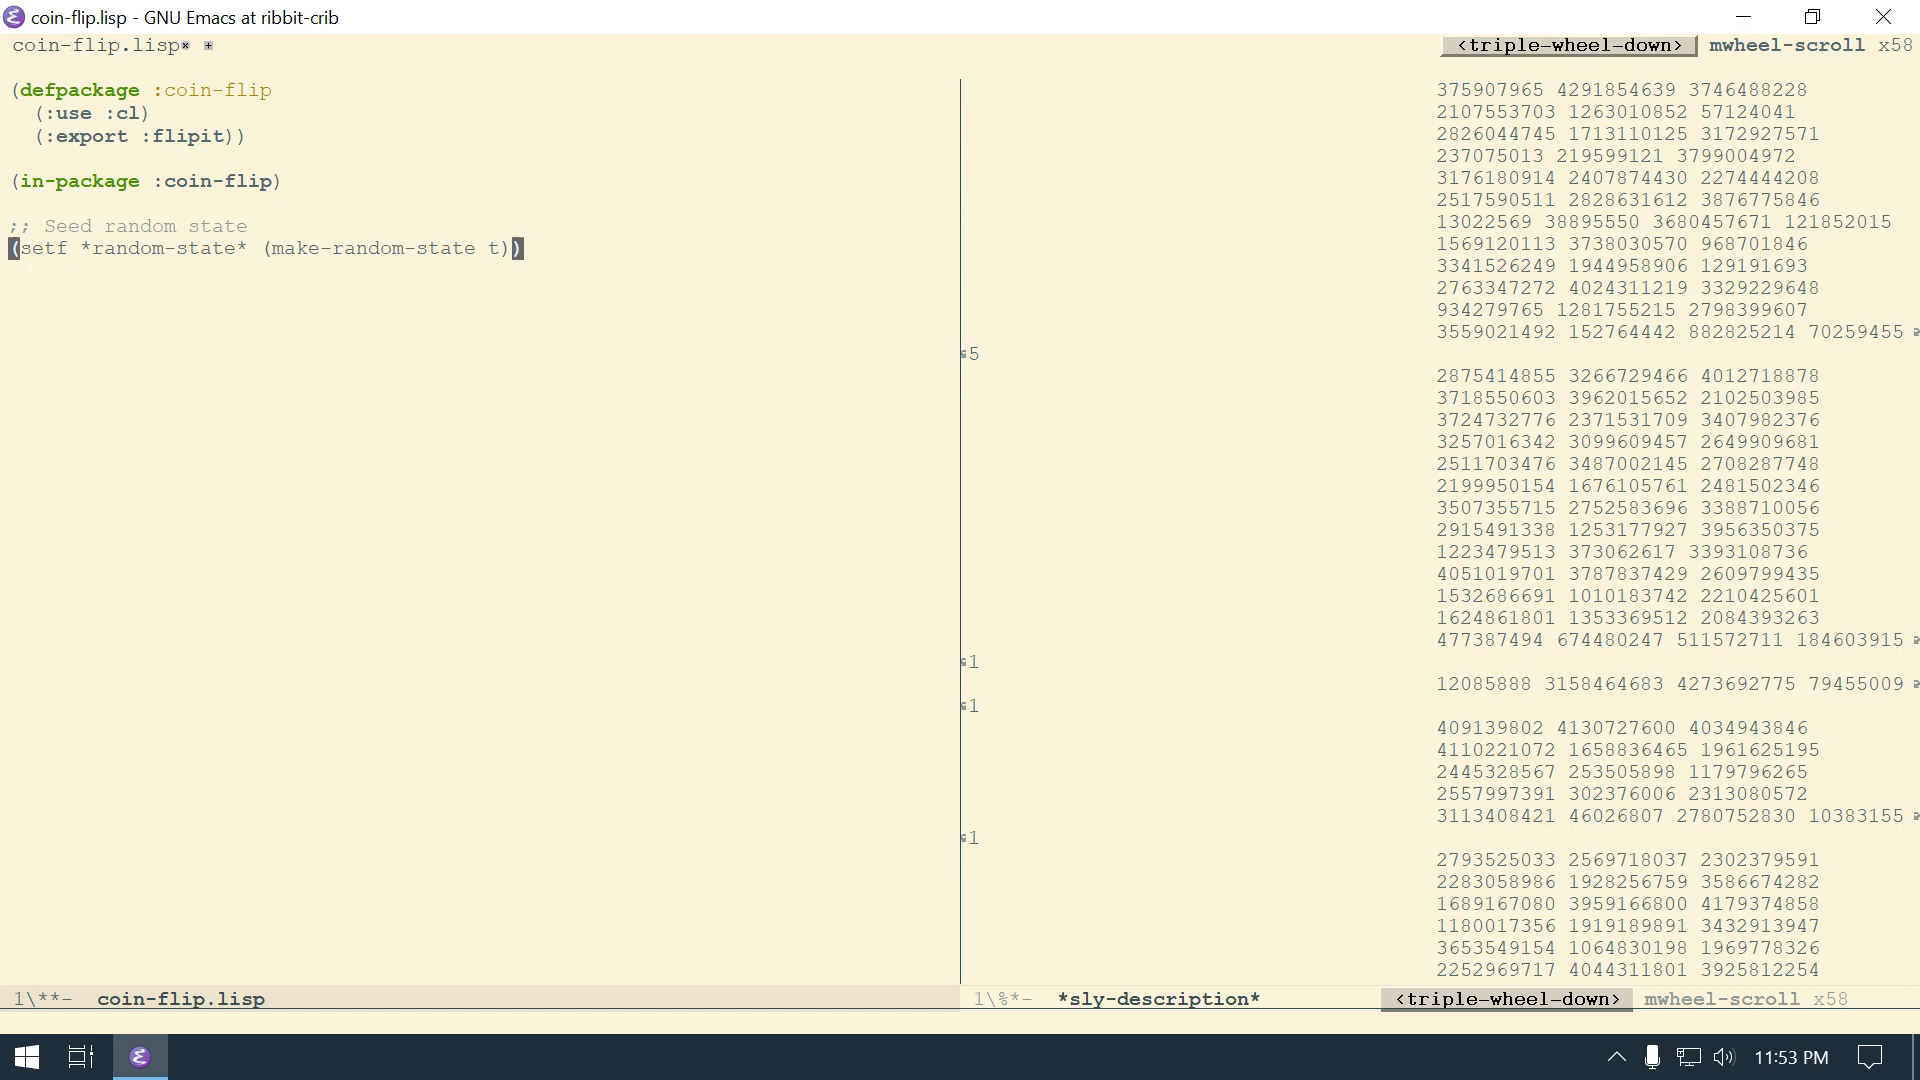 coin-flip.lisp - GNU Emacs at ribbit-crib
coin-flip.lisp
<triple-wheel-down> mwheel-scroll x58
(defpackage :coin-flip
(:use :cl)
(:export :flipit))
(in-package :coin-flip)
;; Seed random state
(setf *random-state* (make-random-state t))
375907965 4291854639 3746488228
2107553703 1263010852 57124041
2826044745 1713110125 3172927571
237075013 219599121 3799004972
3176180914 2407874430 2274444208
2517590511 2828631612 3876775846
13022569 38895550 3680457671 121852015
1569120113 3738030570 968701846
3341526249 1944958906 129191693
2763347272 4024311219 3329229648
934279765 1281755215 2798399607
3559021492 152764442 882825214 70259455
5
2875414855 3266729466 4012718878
3718550603 3962015652 2102503985
3724732776 2371531709 3407982376
3257016342 3099609457 2649909681
2511703476 3487002145 2708287748
2199950154 1676105761 2481502346
3507355715 2752583696 3388710056
2915491338 1253177927 3956350375
1223479513 373062617 3393108736
4051019701 3787837429 2609799435
1532686691 1010183742 2210425601
1624861801 1353369512 2084393263
477387494 674480247 511572711 184603915
1
12085888 3158464683 4273692775 79455009
1
409139802 4130727600 4034943846
4110221072 1658836465 1961625195
2445328567 253505898 1179796265
2557997391 302376006 2313080572
3113408421 46026807 2780752830 10383155
1
2793525033 2569718037 2302379591
2283058986 1928256759 3586674282
1689167080 3959166800 4179374858
1180017356 1919189891 3432913947
3653549154 1064830198 1969778326
2252969717 4044311801 3925812254
1\**- coin-flip.lisp
1\%*- *sly-description* <triple-wheel-down> mwheel-scroll x58
11:53 PM